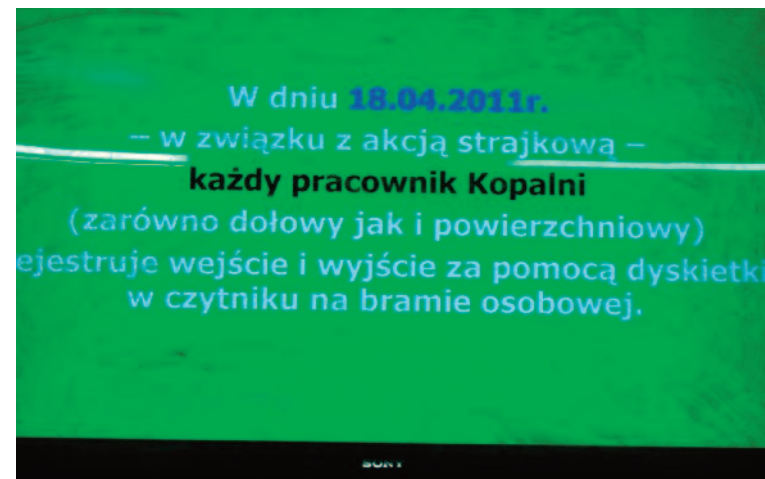 W dniu 18.04.2011r.
– w związku z akcją strajkową –
każdy pracownik Kopalni
(zarówno dołowy jak i powierzchniowy)
ejestruje wejście i wyjście za pomocą dyskietki
w czytniku na bramie osobowej.
SONY